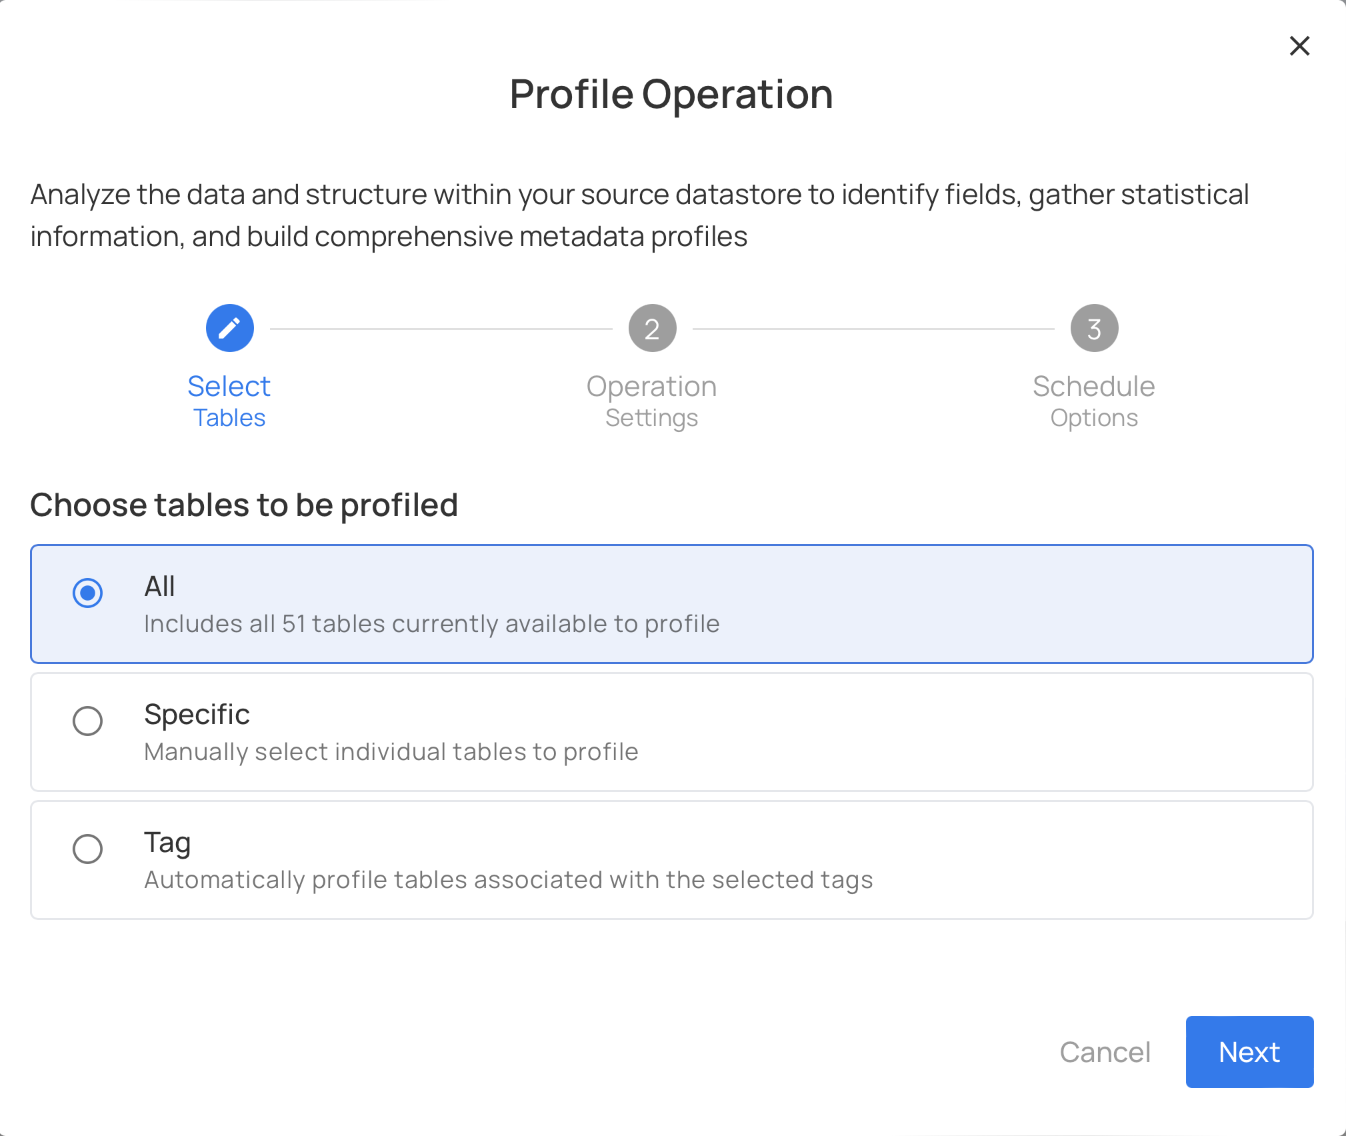 Profile Operation
Analyze the data and structure within your source datastore to identify fields, gather statistical
information, and build comprehensive metadata profiles
2
3
Select
Tables
Operation
Settings
Schedule
Options
Choose tables to be profiled
All
Includes all 51 tables currently available to profile
Specific
Manually select individual tables to profile
Tag
Automatically profile tables associated with the selected tags
Cancel
Next